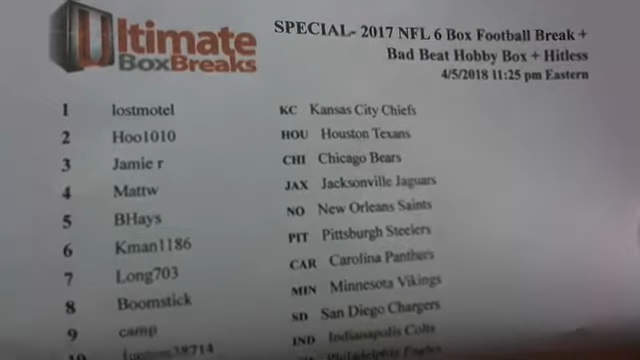 Ultimate
BoxBreaks
SPECIAL- 2017 NFL 6 Box Football Break +
Bad Beat Hobby Box + Hitless
4/5/2018 11:25 pm Eastern
1 lostmotel KC Kansas City Chiefs
2 Hoo1010 HOU Houston Texans
3 Jamie r CHI Chicago Bears
4 Mattw JAX Jacksonville Jaguars
5 BHays NO New Orleans Saints
6 Kman1186 PIT Pittsburgh Steelers
7 Long703 CAR Carolina Panthers
8 Boomstick MIN Minnesota Vikings
9 camp SD San Diego Chargers
10 IND Indianapolis Colts
Philadelphia Eagles